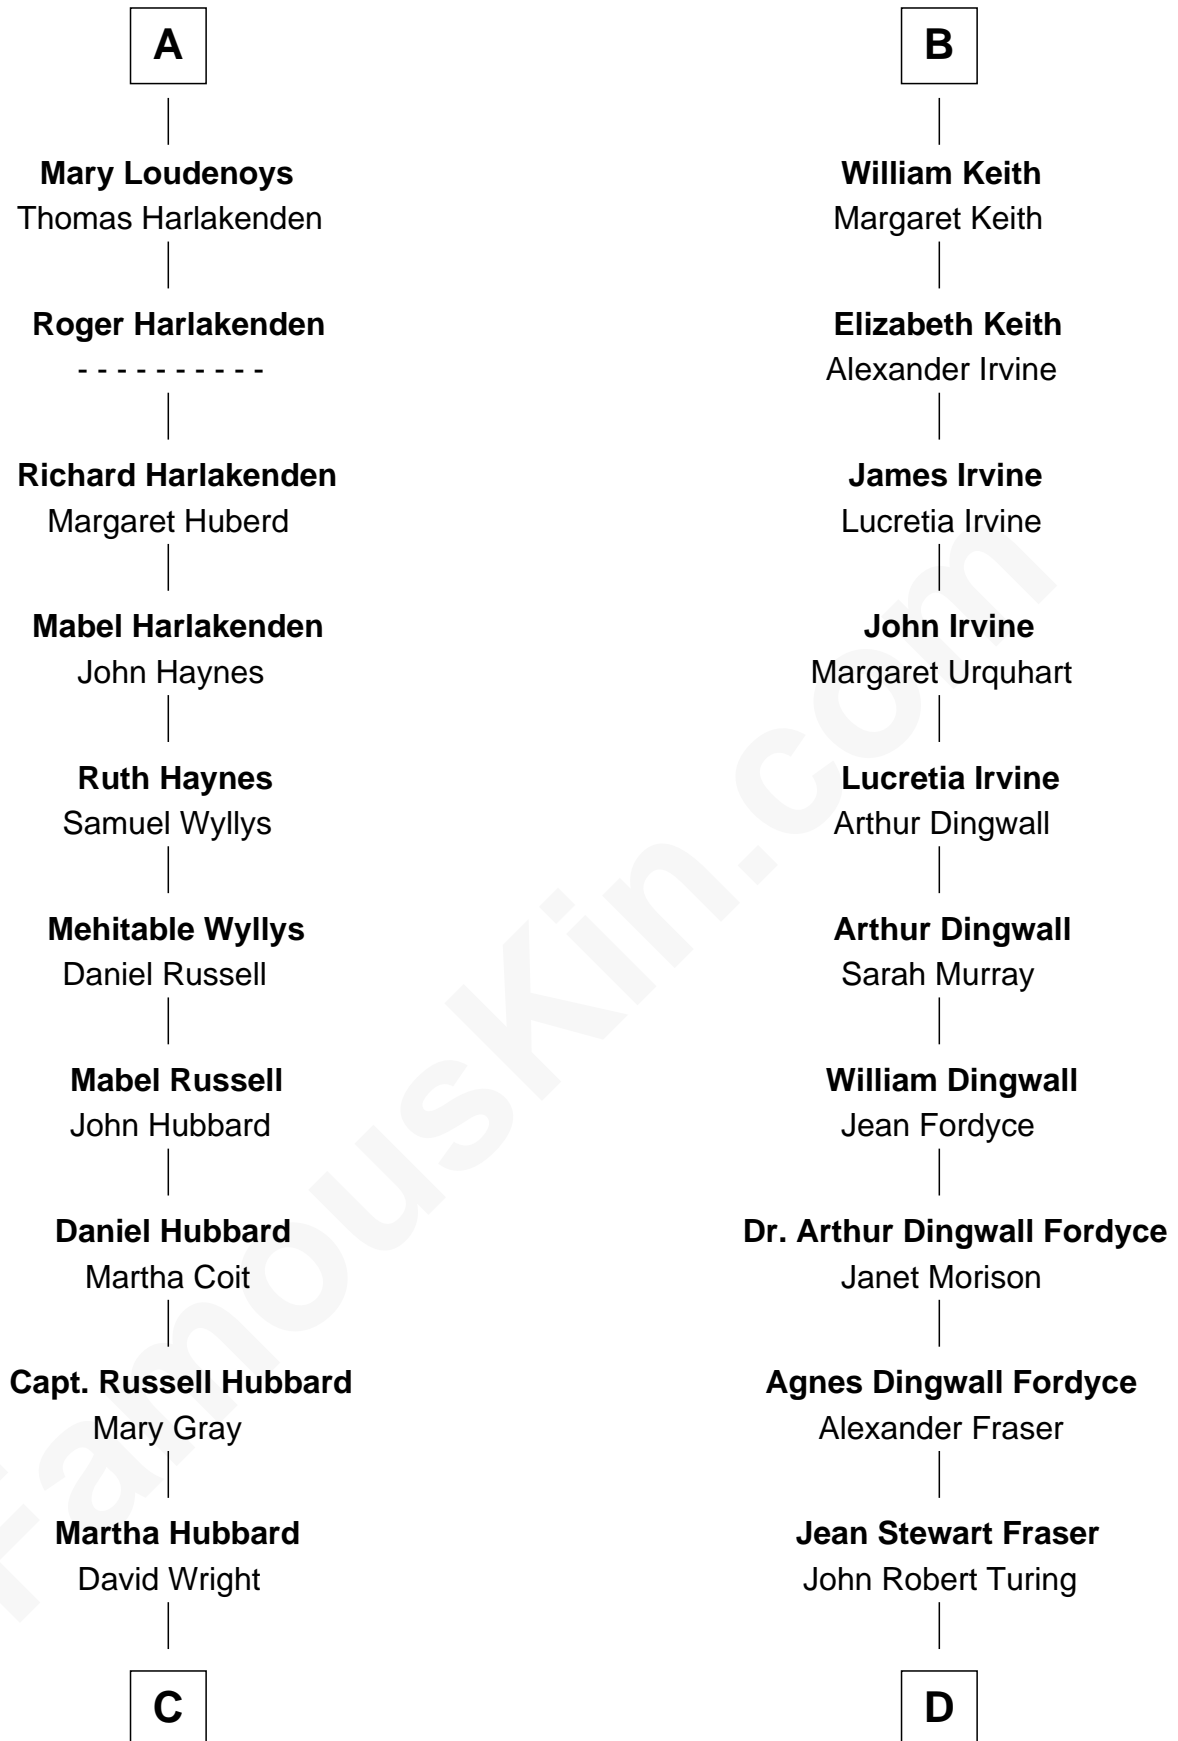 A
Mary Loudenoys
Thomas Harlakenden
Roger Harlakenden
- - - - - - - - - -
Richard Harlakenden
Margaret Huberd
Mabel Harlakenden
John Haynes
Ruth Haynes
Samuel Wyllys
Mehitable Wyllys
Daniel Russell
Mabel Russell
John Hubbard
Daniel Hubbard
Martha Coit
Capt. Russell Hubbard
Mary Gray
Martha Hubbard
David Wright
C
B
William Keith
Margaret Keith
Elizabeth Keith
Alexander Irvine
James Irvine
Lucretia Irvine
John Irvine
Margaret Urquhart
Lucretia Irvine
Arthur Dingwall
Arthur Dingwall
Sarah Murray
William Dingwall
Jean Fordyce
Dr. Arthur Dingwall Fordyce
Janet Morison
Agnes Dingwall Fordyce
Alexander Fraser
Jean Stewart Fraser
John Robert Turing
D
FamousKin.com